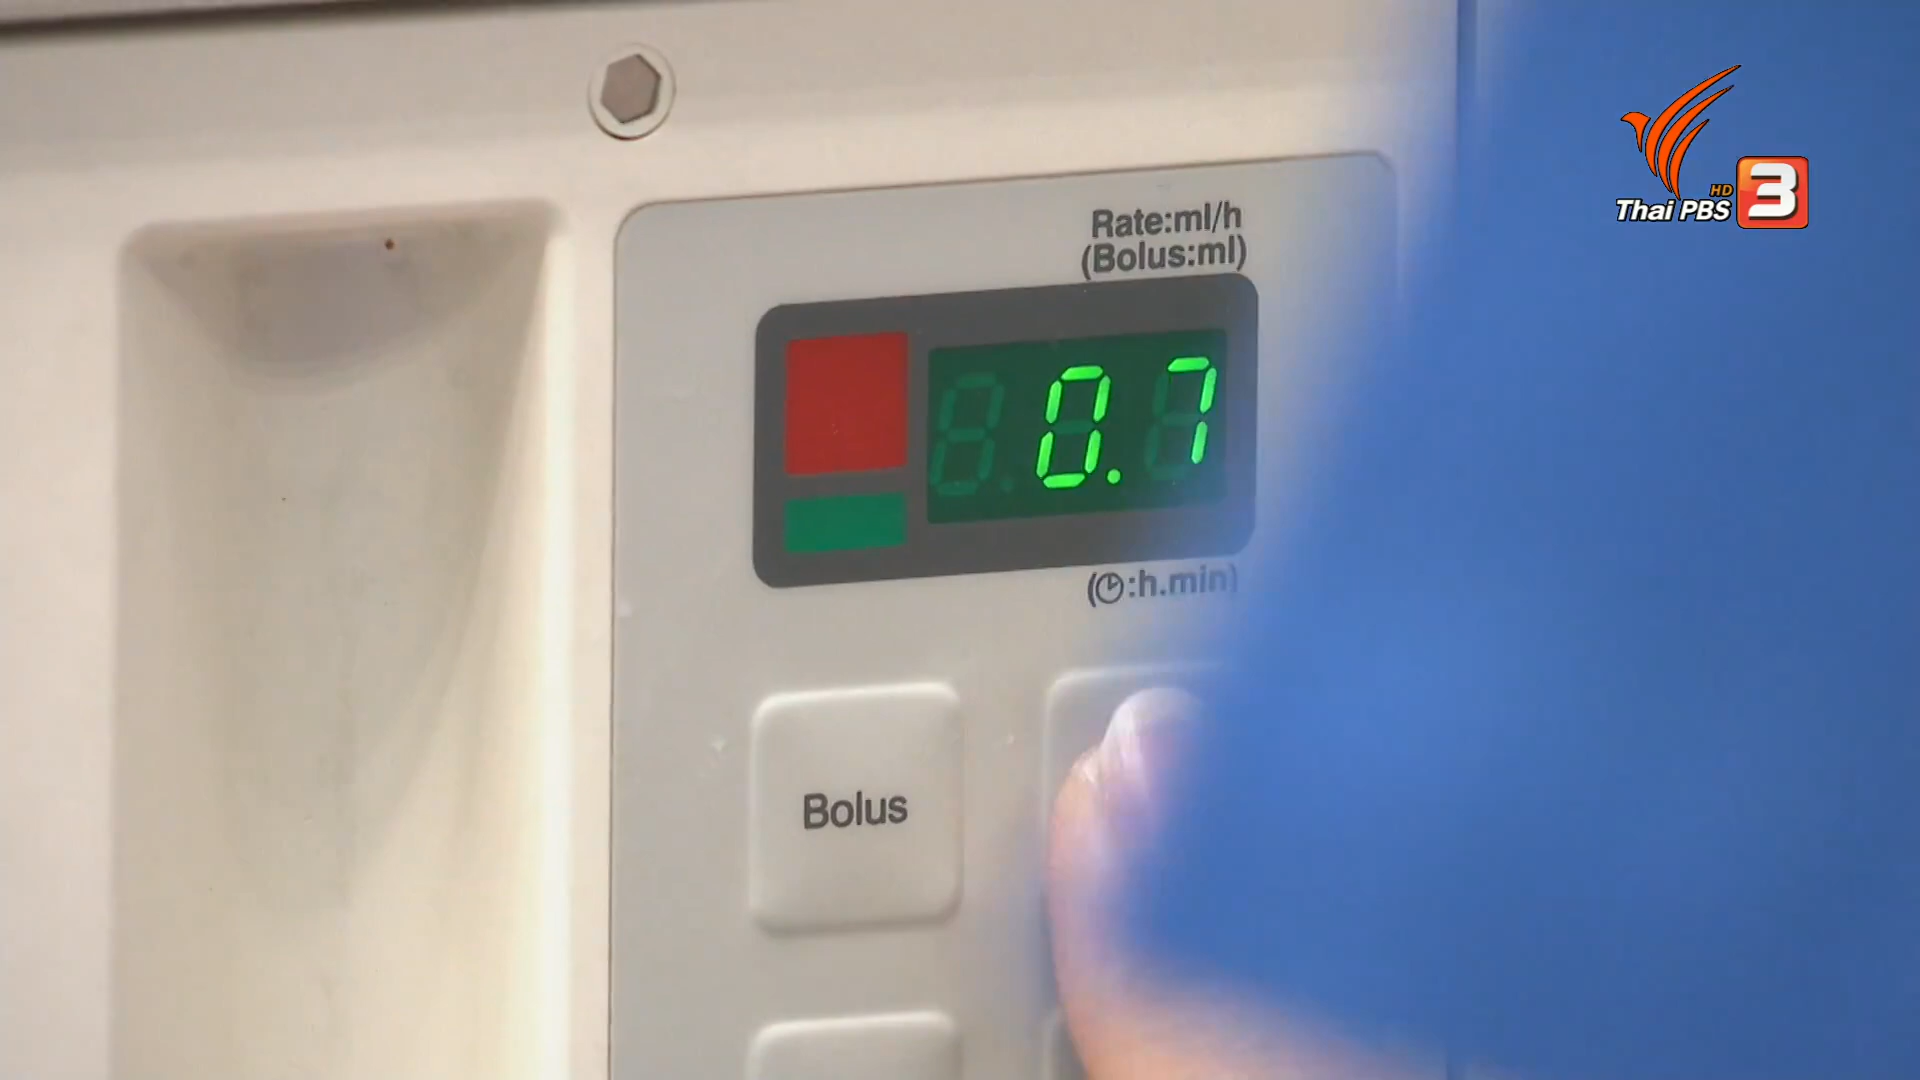 Thai PBS HD 3
Rate:ml/h
(Bolus:ml)
0.7
(:h.min)
Bolus